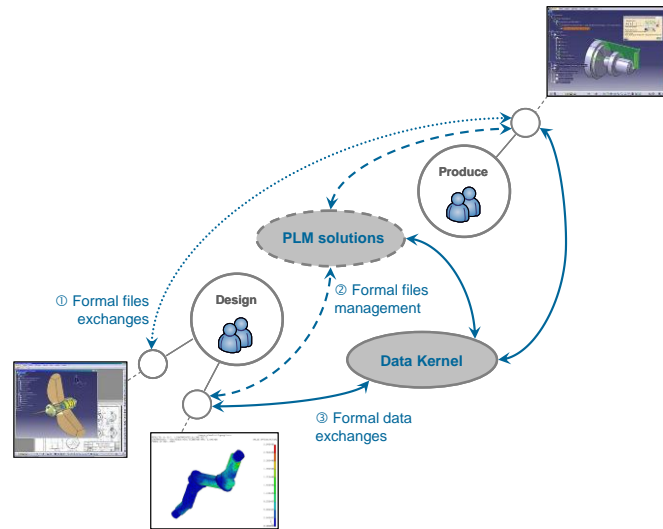 Produce
PLM solutions
① Formal files
exchanges
Design
② Formal files
management
Data Kernel
③ Formal data
exchanges